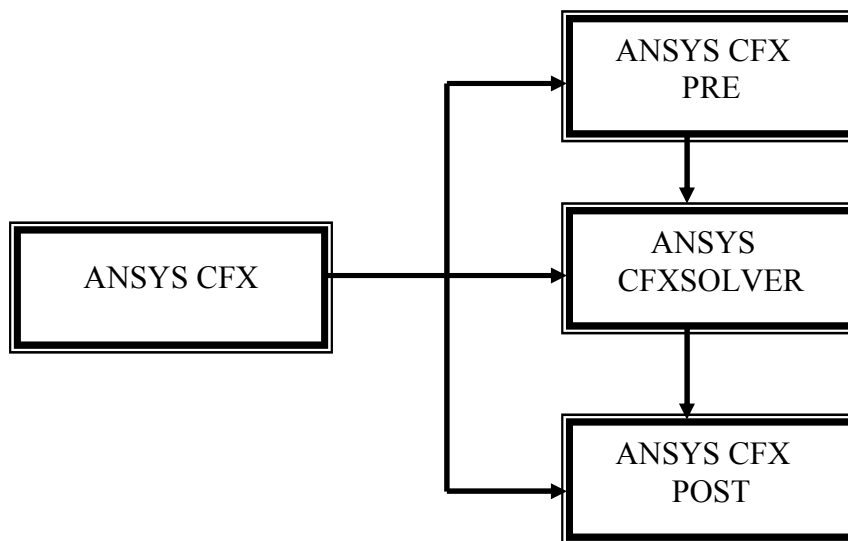 ANSYS CFX
PRE
ANSYS CFX
ANSYS
CFXSOLVER
ANSYS CFX
POST